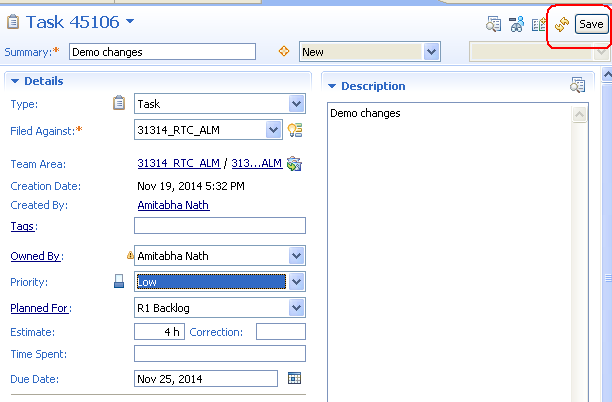 Task 45106
Save
Summary:* Demo changes New
Details
Description
Type: Task
Demo changes
Filed Against:* 31314_RTC_ALM
Team Area: 31314_RTC_ALM / 313...ALM
Creation Date: Nov 19, 2014 5:32 PM
Created By: Amitabha Nath
Tags:
Owned By: Amitabha Nath
Priority: Low
Planned For: R1 Backlog
Estimate: 4 h Correction:
Time Spent:
Due Date: Nov 25, 2014